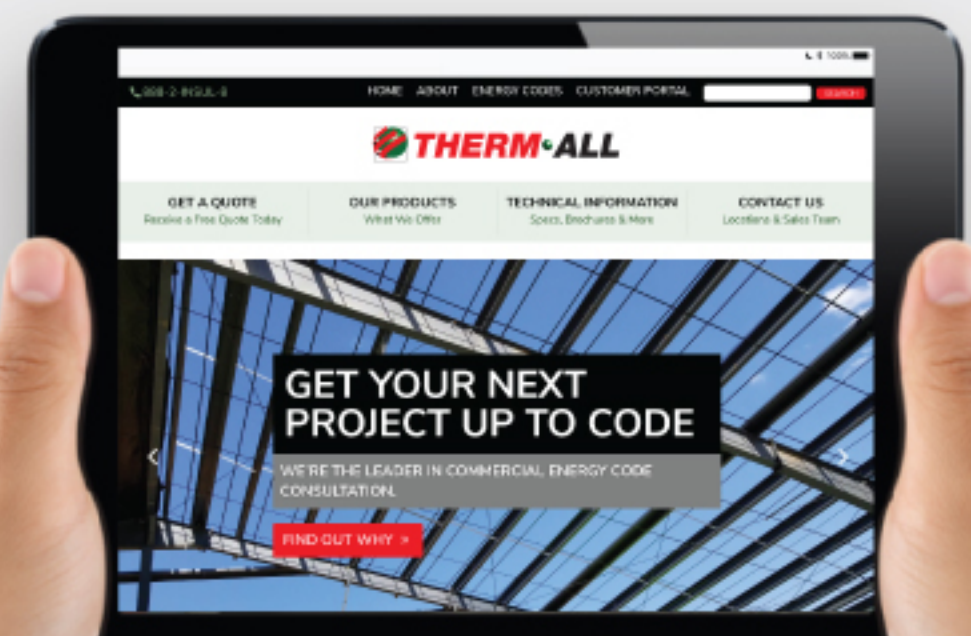 100%
888-2-INSUL-8
HOME ABOUT ENERGY CODES CUSTOMER PORTAL
SEARCH
THERM·ALL
GET A QUOTE
Receive a Free Quote Today
OUR PRODUCTS
What We Offer
TECHNICAL INFORMATION
Specs, Brochures & More
CONTACT US
Locations & Sales Team
GET YOUR NEXT
PROJECT UP TO CODE
WE'RE THE LEADER IN COMMERCIAL ENERGY CODE
CONSULTATION.
FIND OUT WHY »